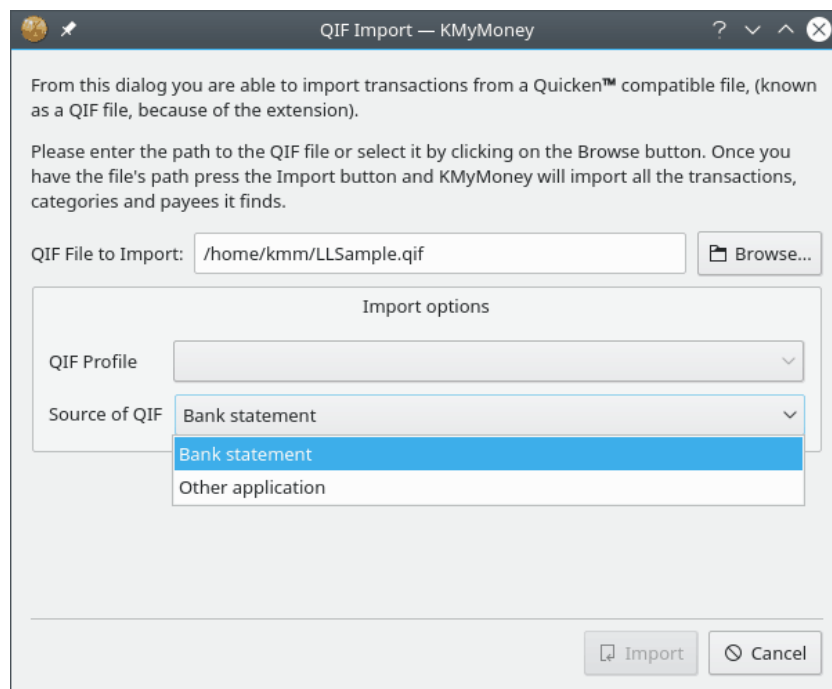 QIF Import — KMyMoney
From this dialog you are able to import transactions from a Quicken™ compatible file, (known
as a QIF file, because of the extension).
Please enter the path to the QIF file or select it by clicking on the Browse button. Once you
have the file's path press the Import button and KMyMoney will import all the transactions,
categories and payees it finds.
QIF File to Import: /home/kmm/LLSample.qif Browse...
Import options
QIF Profile
Source of QIF Bank statement
Bank statement
Other application
Import Cancel